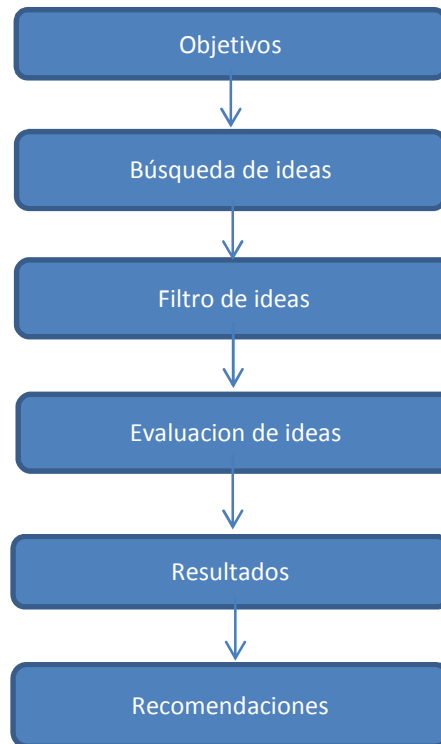 Objetivos
Búsqueda de ideas
Filtro de ideas
Evaluacion de ideas
Resultados
Recomendaciones